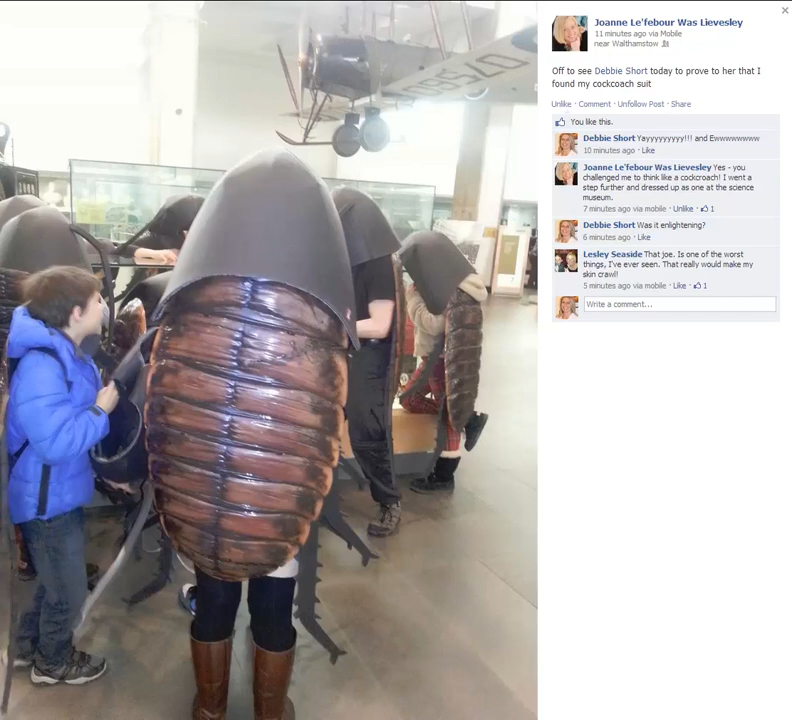 Joanne Le'febour Was Lievesley
11 minutes ago via Mobile
near Walthamstow
Off to see Debbie Short today to prove to her that I
found my cockcoach suit
Unlike · Comment · Unfollow Post · Share
You like this.
Debbie Short Yayyyyyyyyy!!! and Ewwwwwwww
10 minutes ago · Like
Joanne Le'febour Was Lievesley Yes - you
challenged me to think like a cockroach! I went a
step further and dressed up as one at the science
museum.
7 minutes ago via mobile · Unlike · 1
Debbie Short Was it enlightening?
6 minutes ago · Like
Lesley Seaside That joe. Is one of the worst
things, I've ever seen. That really would make my
skin crawl!
5 minutes ago via mobile · Like · 1
Write a comment...